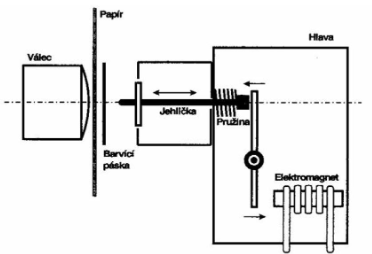 Papír
Hlava
Válec
Jehlička
Pružina
Barvící
páska
Elektromagnet